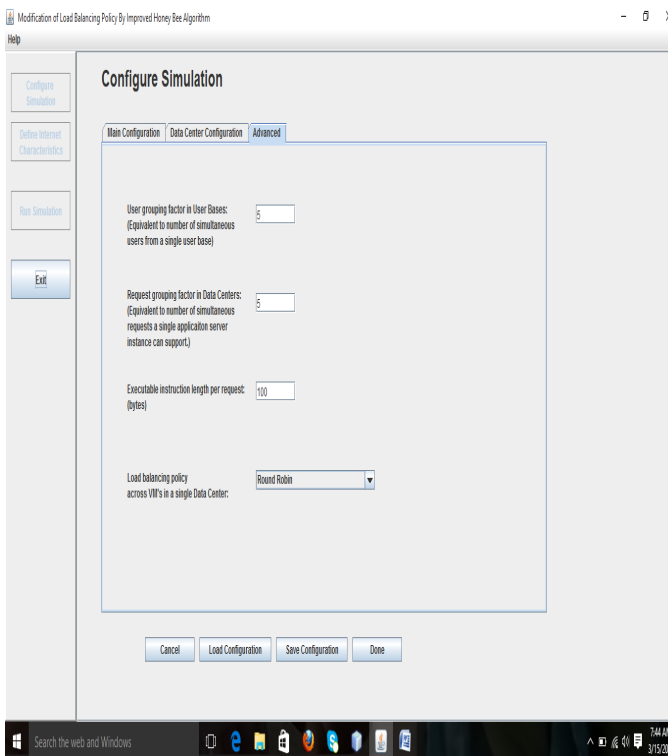 Modification of Load Balancing Policy By Improved Honey Bee Algorithm
Help
Configure
Simulation
Define Internet
Characteristics
Run Simulation
Exit
Configure Simulation
Main Configuration
Data Center Configuration
Advanced
User grouping factor in User Bases:
(Equivalent to number of simultaneous
users from a single user base)
5
Request grouping factor in Data Centers:
(Equivalent to number of simultaneous
requests a single applicaiton server
instance can support.)
5
Executable instruction length per request:
(bytes)
100
Load balancing policy
across VM's in a single Data Center:
Round Robin
Cancel
Load Configuration
Save Configuration
Done
Search the web and Windows
7:44